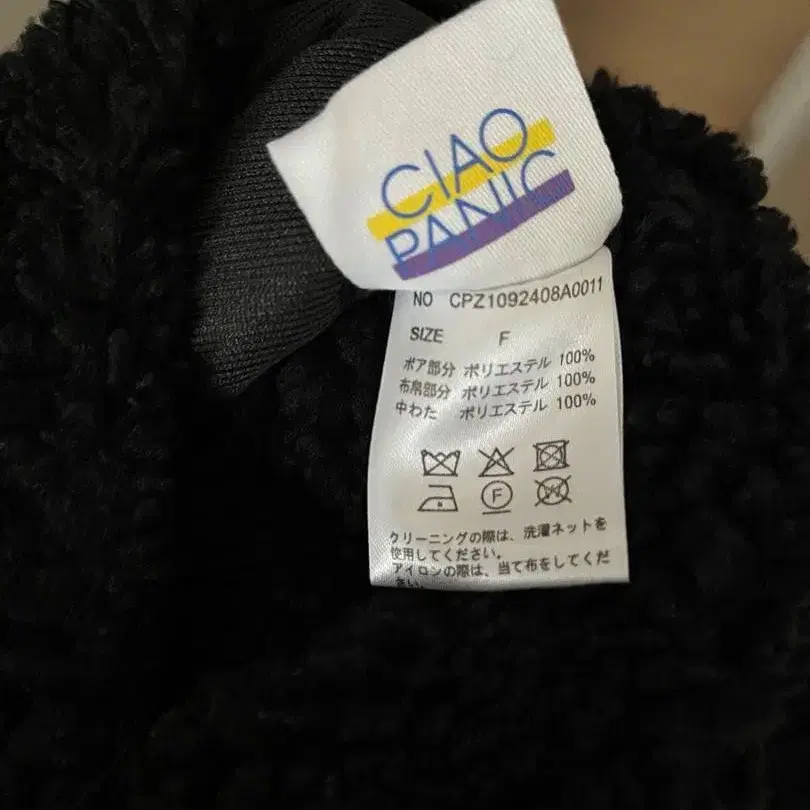 CIAO
PANIC
NO CPZ1092408A0011
SIZE F
ボア部分 ポリエステル 100%
布帛部分 ポリエステル 100%
中わた ポリエステル 100%
F
W
クリーニングの際は、洗濯ネットを
使用してください。
アイロンの際は、当て布をしてくだ
さい。